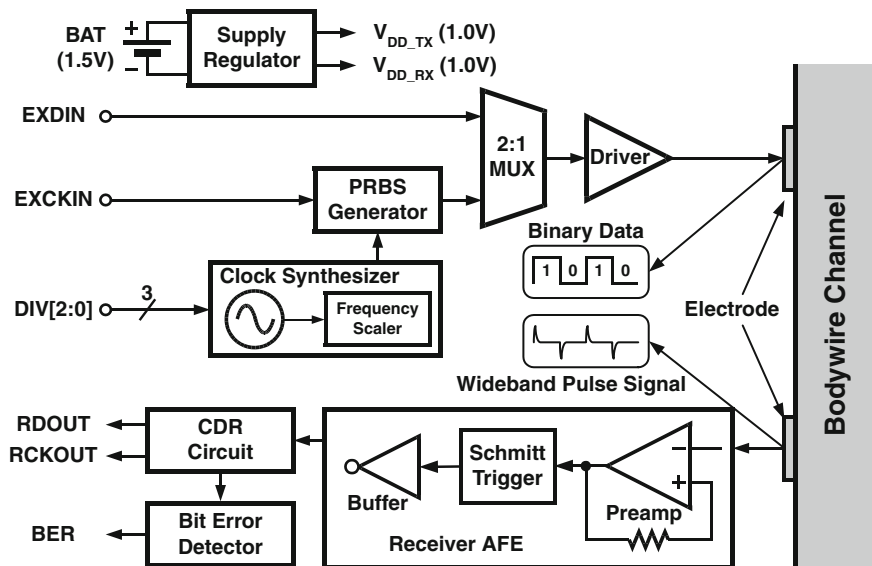 BAT
(1.5V)
+
−
Supply
Regulator
V_DD_TX (1.0V)
V_DD_RX (1.0V)
EXDIN
EXCKIN
PRBS
Generator
2:1
MUX
Driver
Binary Data
1 0 1 0
Clock Synthesizer
DIV[2:0]
3
Frequency
Scaler
Electrode
Wideband Pulse Signal
Bodywire Channel
RDOUT
RCKOUT
CDR
Circuit
Schmitt
Trigger
−
+
Buffer
Preamp
BER
Bit Error
Detector
Receiver AFE